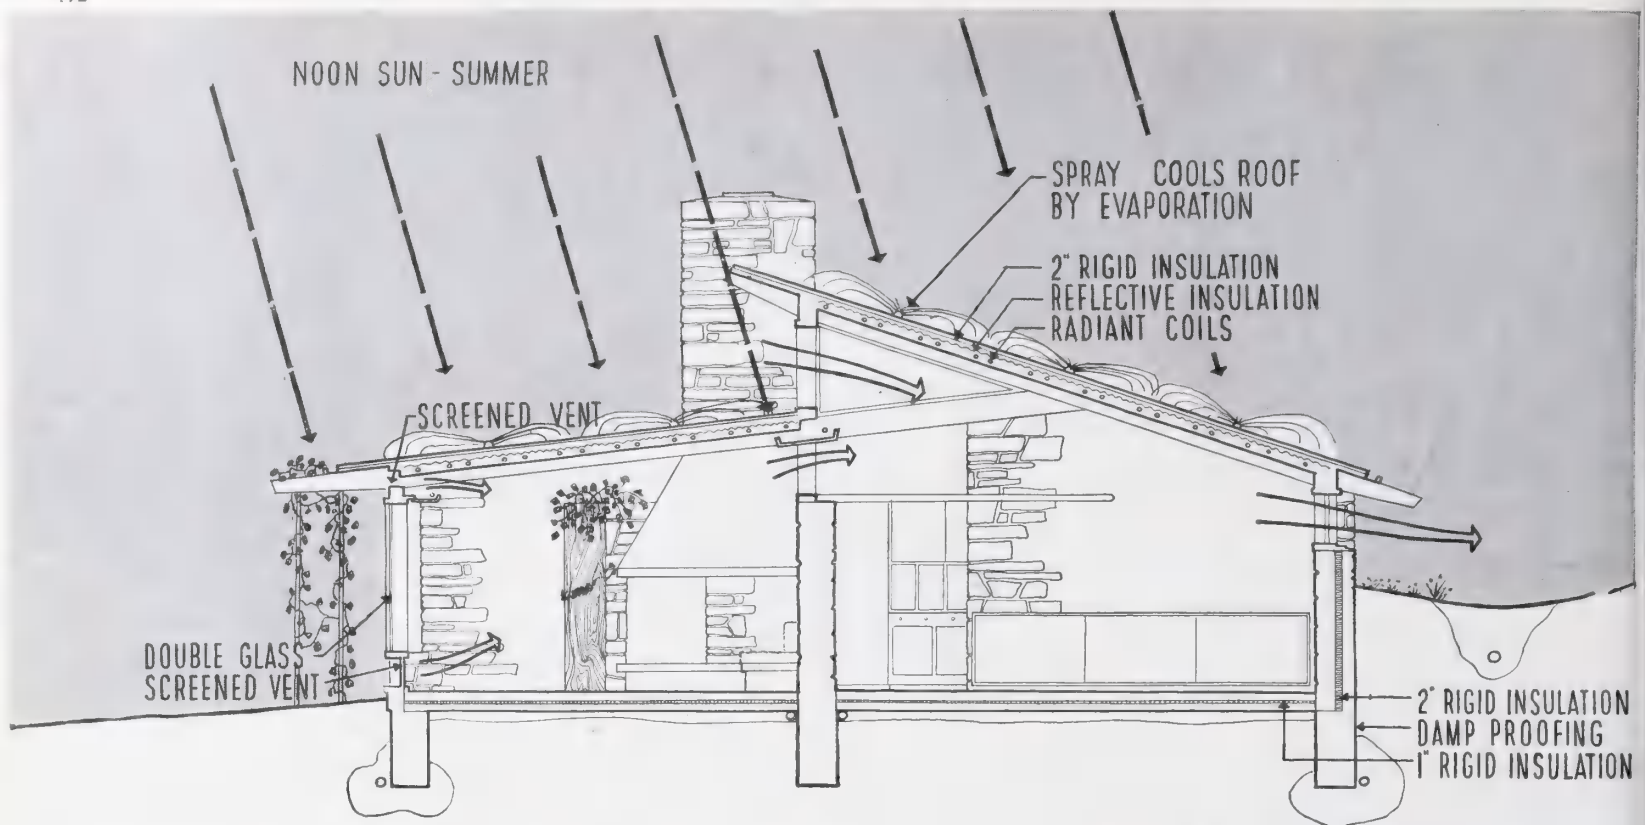 NOON SUN - SUMMER
SPRAY COOLS ROOF
BY EVAPORATION
2" RIGID INSULATION
REFLECTIVE INSULATION
RADIANT COILS
SCREENED VENT
DOUBLE GLASS
SCREENED VENT
2" RIGID INSULATION
DAMP PROOFING
1" RIGID INSULATION